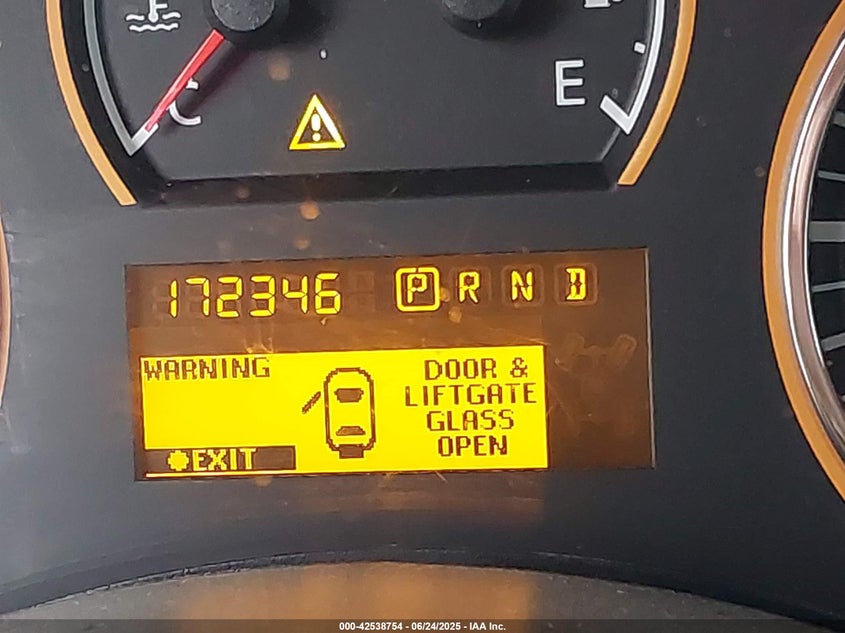 C
E
172346 P R N D
WARNING
DOOR &
LIFTGATE
GLASS
OPEN
EXIT
000-42538754 - 06/24/2025 - IAA Inc.